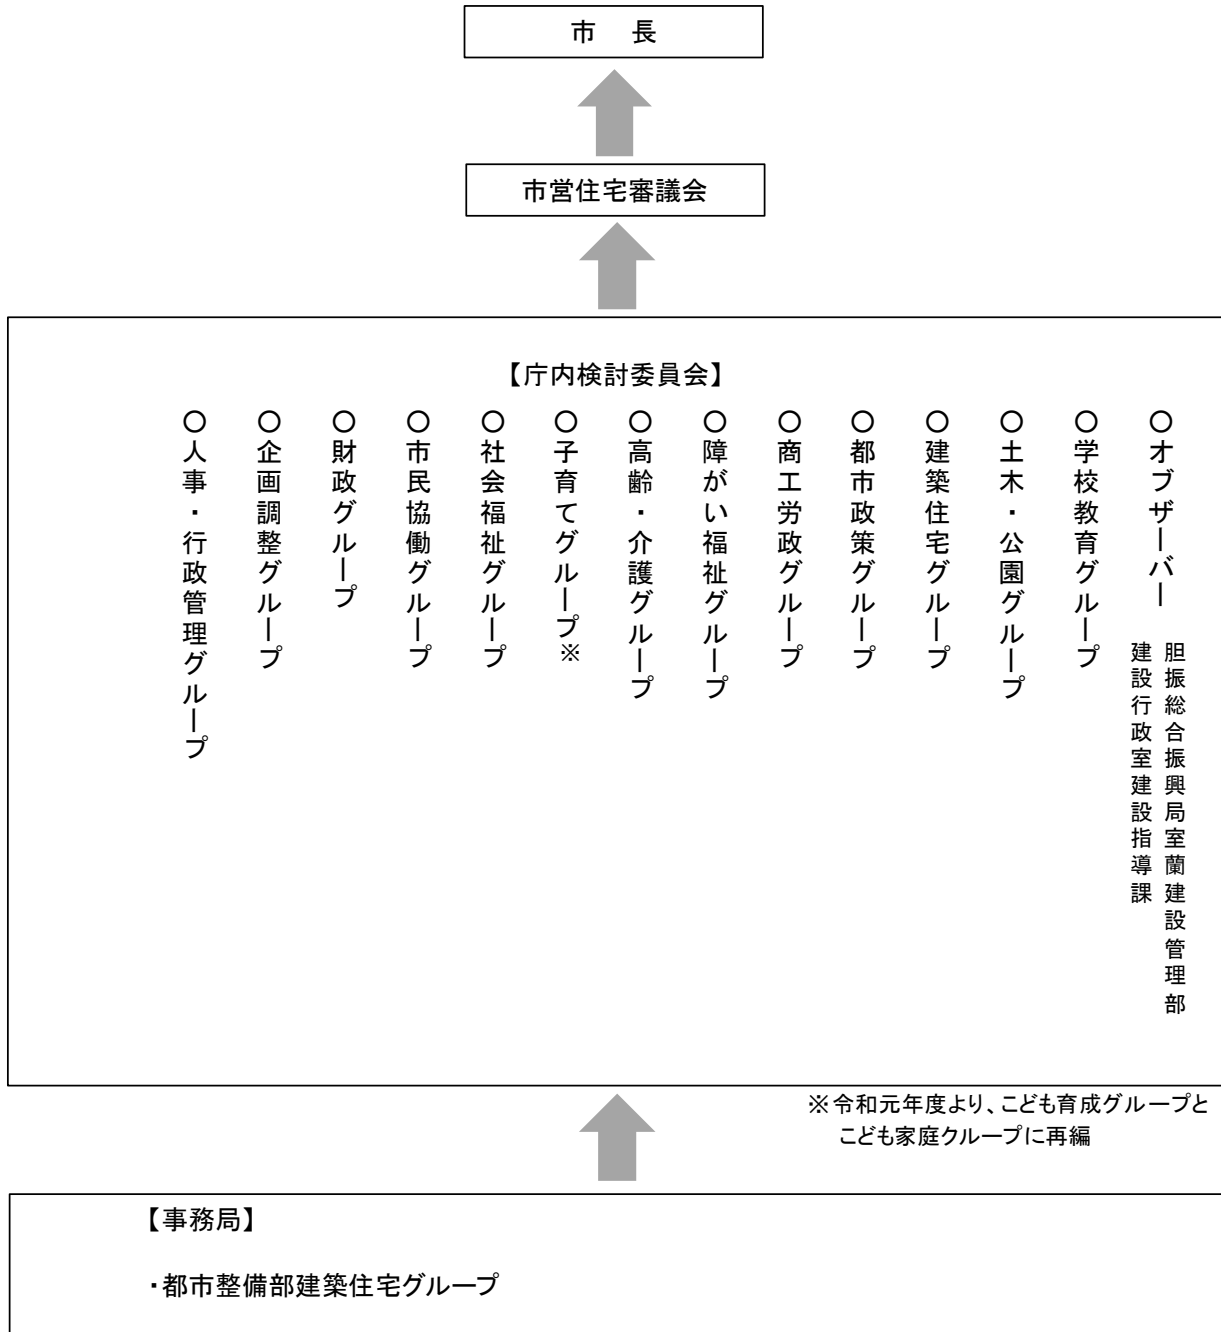 市　長
市営住宅審議会
【庁内検討委員会】
○オブザーバー
胆振総合振興局室蘭建設管理部
建設行政室建設指導課
○学校教育グループ
○土木・公園グループ
○建築住宅グループ
○都市政策グループ
○商工労政グループ
○障がい福祉グループ
○高齢・介護グループ
○子育てグループ※
○社会福祉グループ
○市民協働グループ
○財政グループ
○企画調整グループ
○人事・行政管理グループ
※令和元年度より、こども育成グループと
こども家庭クループに再編
【事務局】
・都市整備部建築住宅グループ